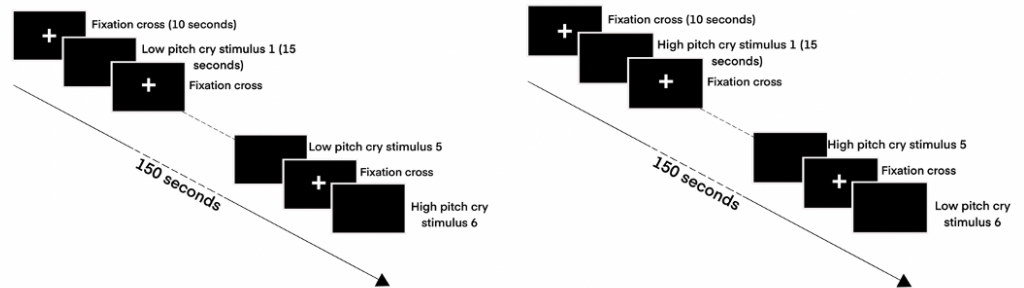 Fixation cross (10 seconds)
Low pitch cry stimulus 1 (15
seconds)
Fixation cross
Low pitch cry stimulus 5
Fixation cross
High pitch cry
stimulus 6
150 seconds
Fixation cross (10 seconds)
High pitch cry stimulus 1 (15
seconds)
Fixation cross
High pitch cry stimulus 5
Fixation cross
Low pitch cry
stimulus 6
150 seconds